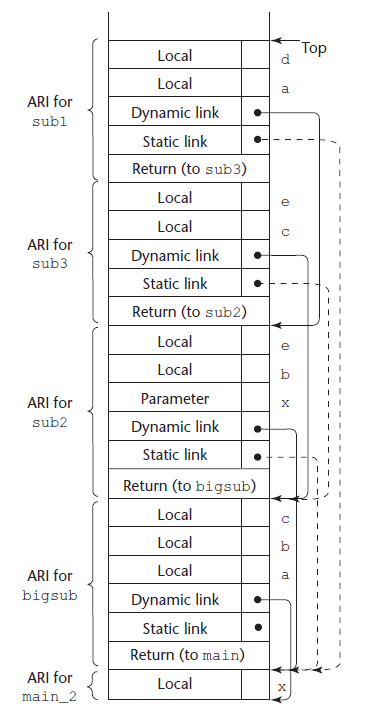 Top
Local d
ARI for sub1
Local a
Dynamic link
Static link
Return (to sub3)
Local e
ARI for sub3
Local c
Dynamic link
Static link
Return (to sub2)
Local e
Local b
ARI for sub2
Parameter x
Dynamic link
Static link
Return (to bigsub)
Local c
Local b
ARI for bigsub
Local a
Dynamic link
Static link
Return (to main)
ARI for main_2
Local x